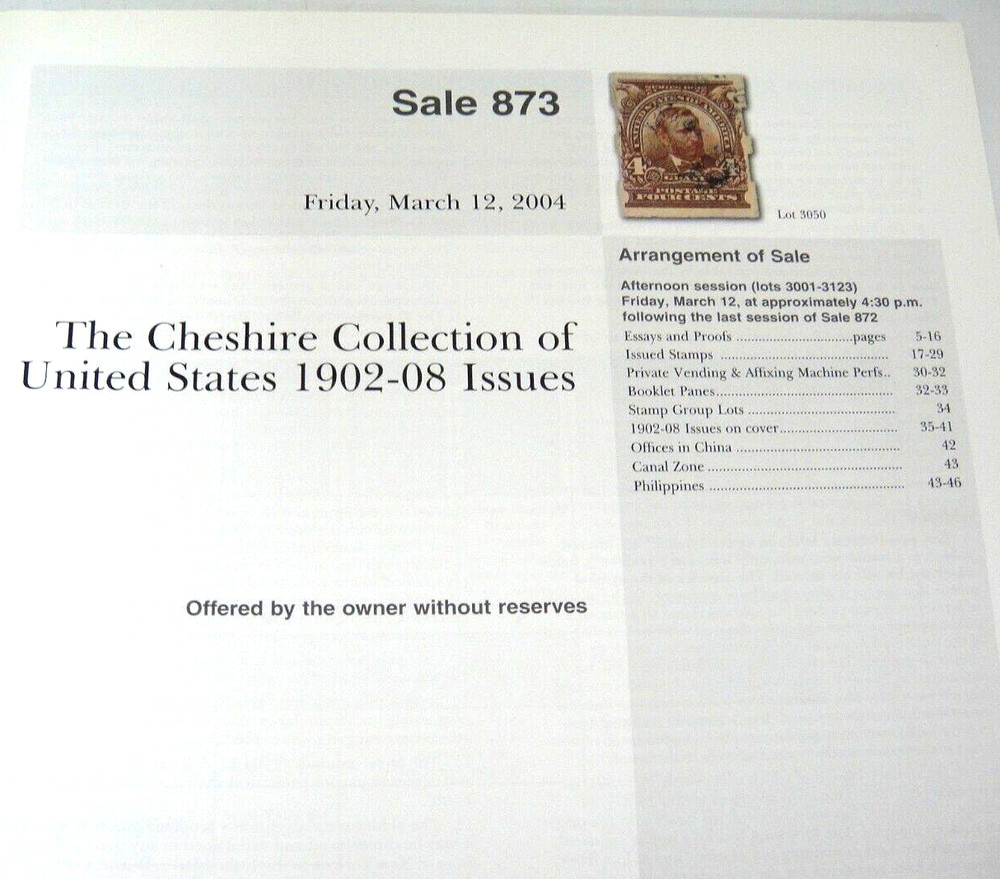 Sale 873
Friday, March 12, 2004
The Cheshire Collection of
United States 1902-08 Issues
Offered by the owner without reserves
4 4
FOUR CENTS
Lot 3050
Arrangement of Sale
Afternoon session (lots 3001-3123)
Friday, March 12, at approximately 4:30 p.m.
following the last session of Sale 872
Essays and Proofs ...............................pages 5-16
Issued Stamps ............................................. 17-29
Private Vending & Affixing Machine Perfs.. 30-32
Booklet Panes............................................... 32-33
Stamp Group Lots ....................................... 34
1902-08 Issues on cover............................... 35-41
Offices in China ........................................... 42
Canal Zone .................................................... 43
Philippines .................................................... 43-46